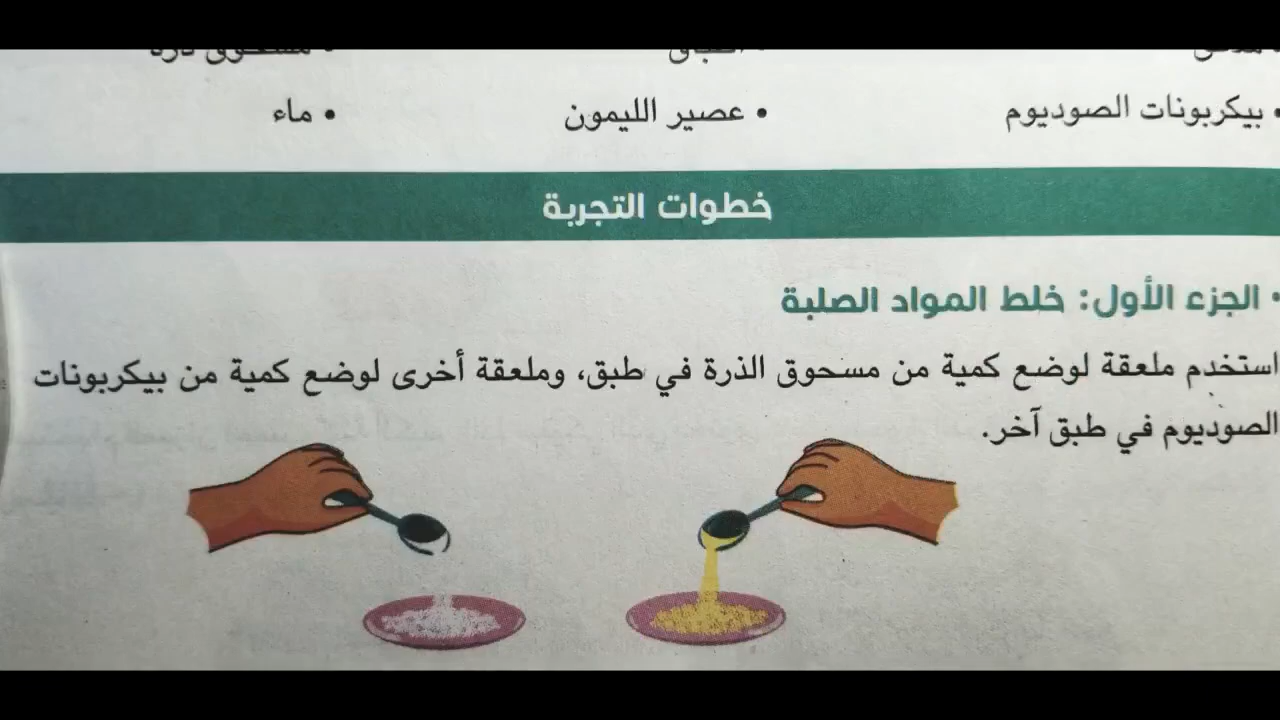 • بيكربونات الصوديوم • عصير الليمون • ماء
خطوات التجربة
• الجزء الأول: خلط المواد الصلبة
استخدم ملعقة لوضع كمية من مسحوق الذرة في طبق، وملعقة أخرى لوضع كمية من بيكربونات
الصوديوم في طبق آخر.